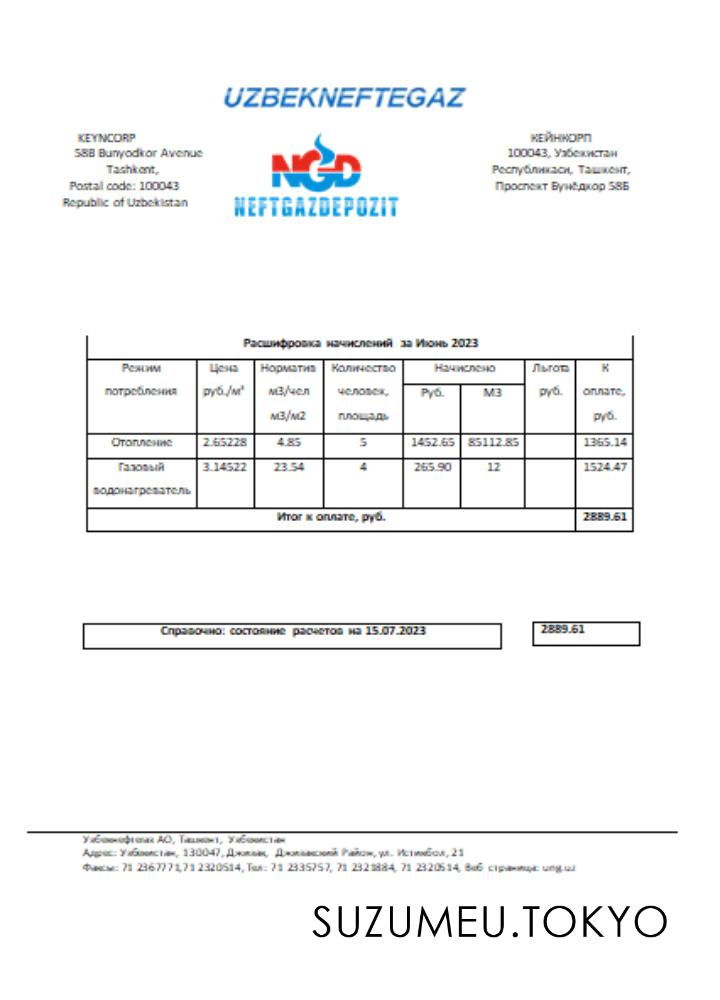 UZBEKNEFTEGAZ
KEYNCORP
58B Bunyodkor Avenue
Tashkent,
Postal code: 100043
Republic of Uzbekistan
NGD
NEFTGAZDEPOZIT
КЕЙНКОРП
100043, Узбекистан
Республикаси, Ташкент,
Проспект Бунёдкор 58Б
Расшифровка начислений за Июнь 2023
Режим потребления
Цена руб./м³
Норматив м3/чел м3/м2
Количество человек, площадь
Начислено
Руб.
М3
Льгота руб.
К оплате, руб.
Отопление 2.65228 4.85 5 1452.65 85112.85 1365.14
Газовый водонагреватель 3.14522 23.54 4 265.90 12 1524.47
Итог к оплате, руб. 2889.61
Справочно: состояние расчетов на 15.07.2023 2889.61
Узбекнефтегаз АО, Ташкент, Узбекистан
Адрес: Узбекистан, 130047, Джизак, Джизакский Район, ул. Истикбол, 21
Факсы: 71 2367771,71 2320514, Тел: 71 2335757, 71 2321884, 71 2320514, Веб страница: ung.uz
SUZUMEU.TOKYO